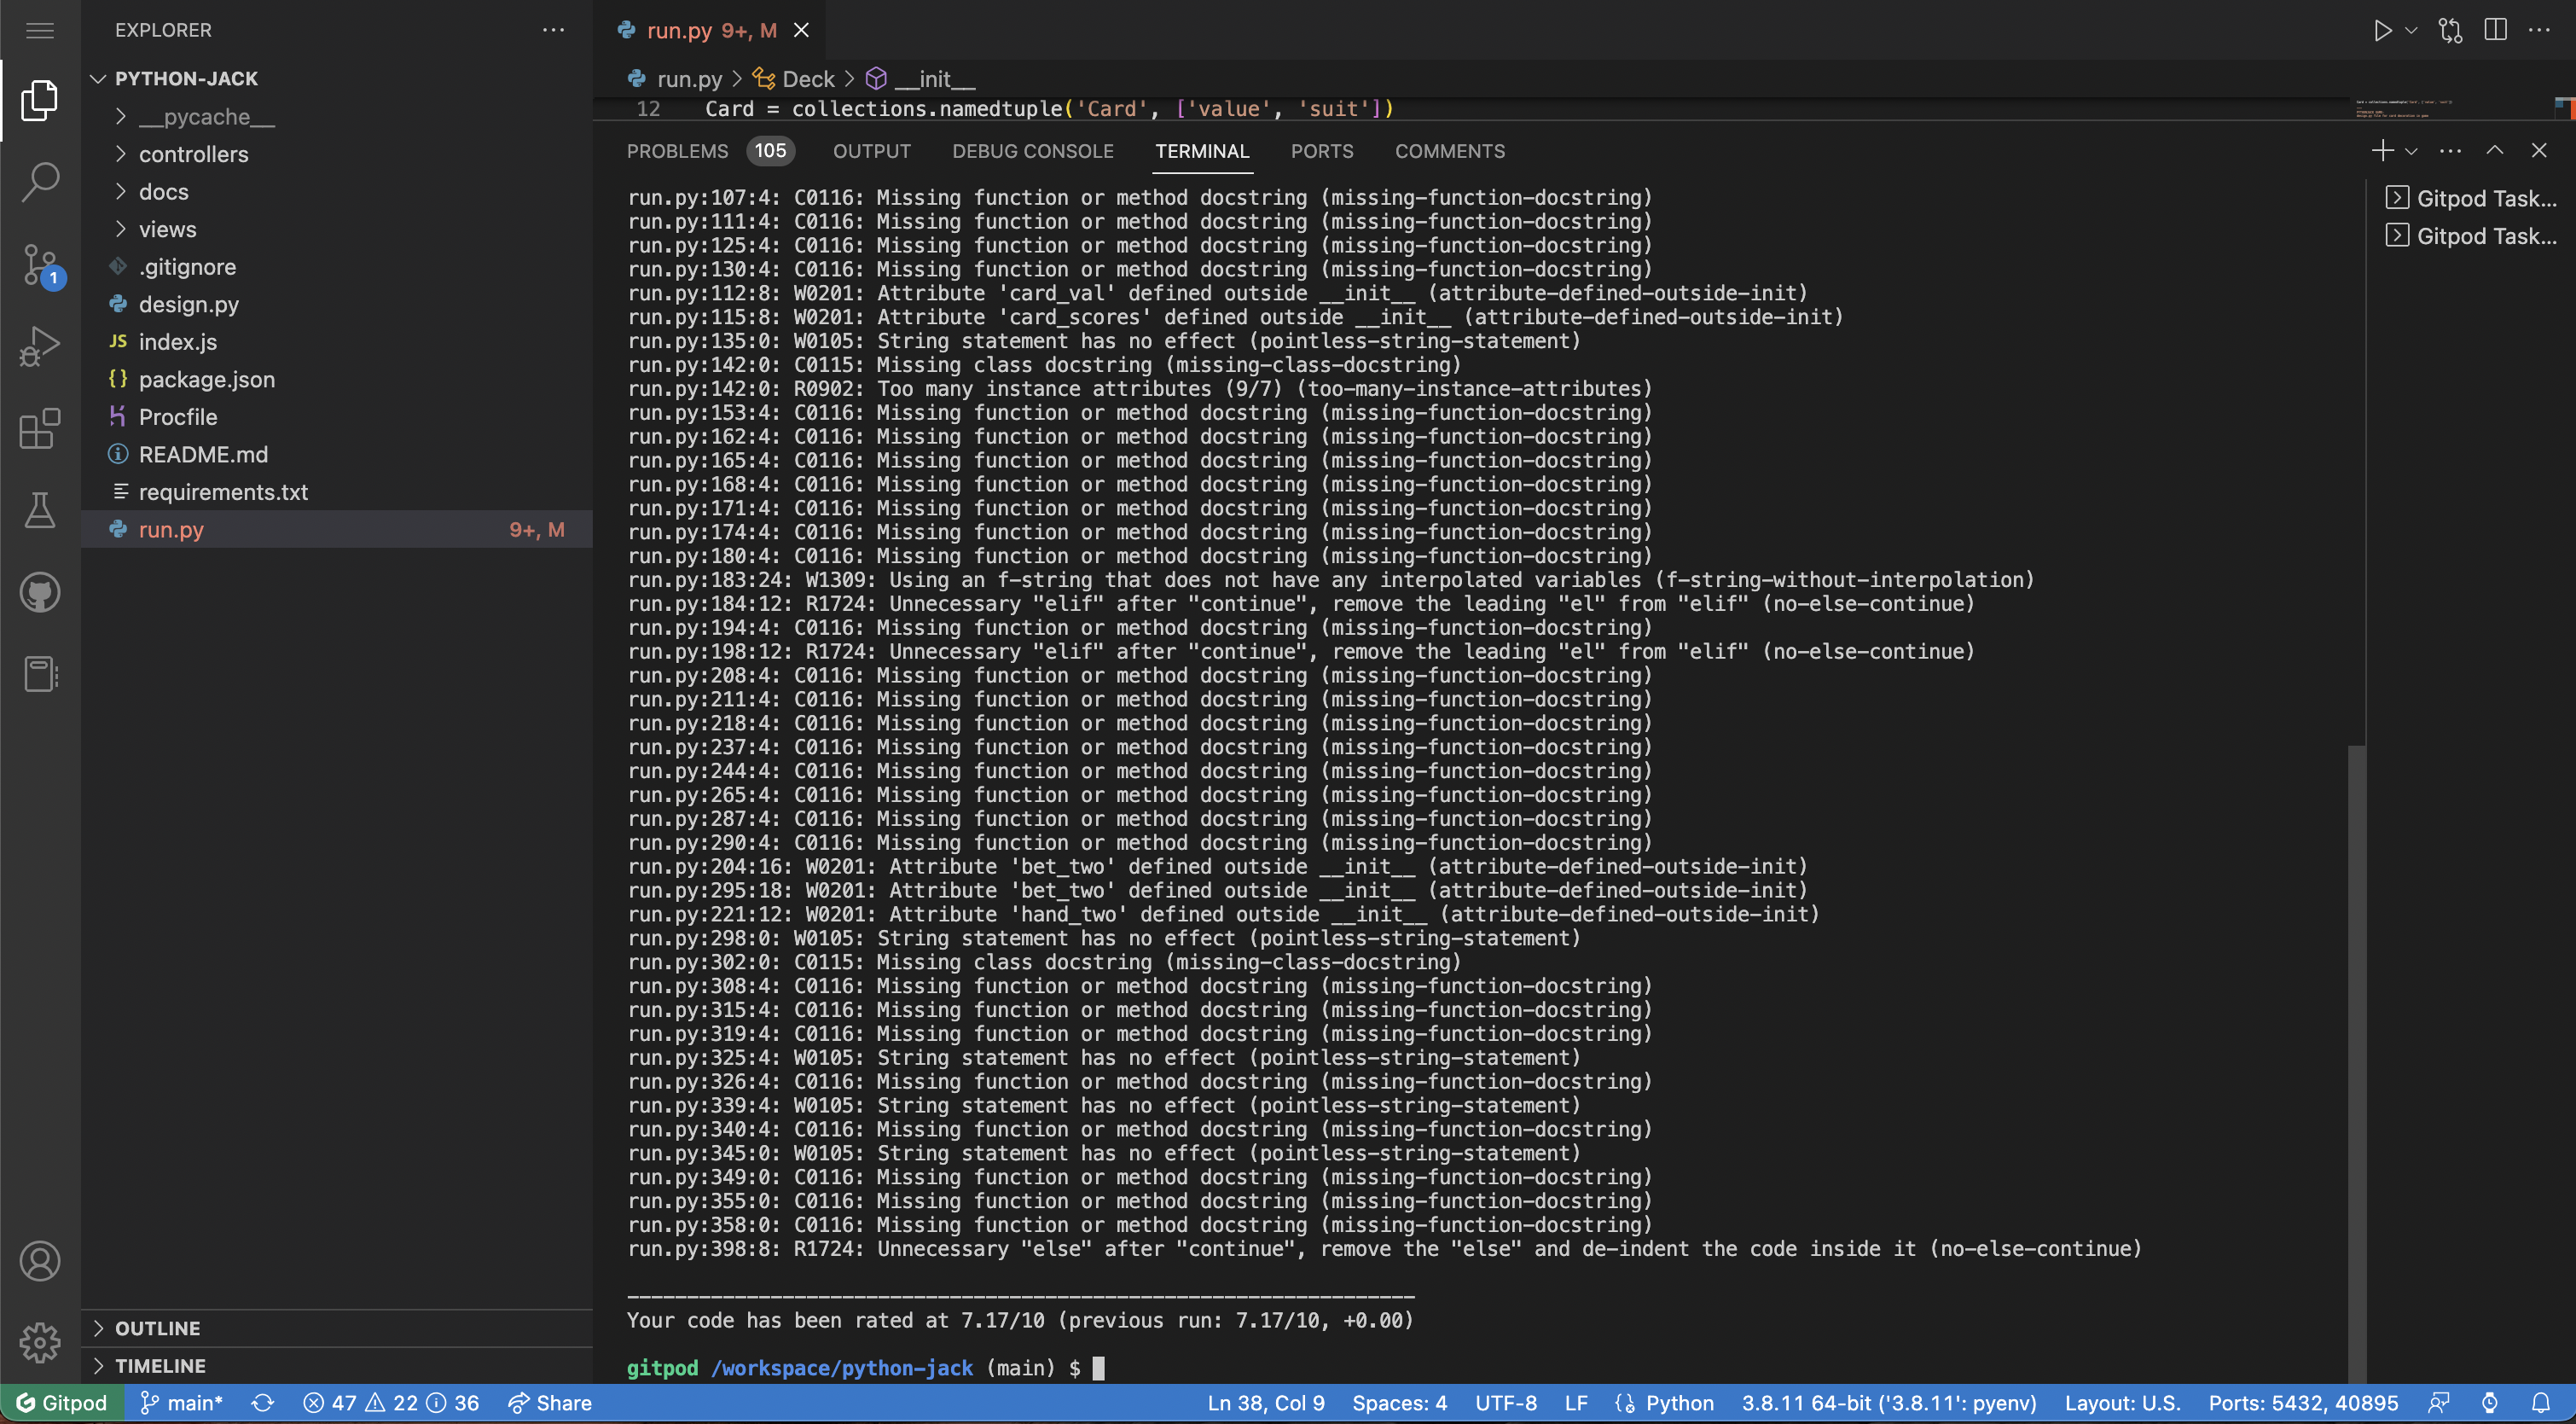 EXPLORER
PYTHON-JACK
__pycache__
controllers
docs
views
.gitignore
design.py
JS index.js
{} package.json
Procfile
README.md
requirements.txt
run.py 9+, M
OUTLINE
TIMELINE
1
run.py 9+, M
run.py > Deck > __init__
12 Card = collections.namedtuple('Card', ['value', 'suit'])
PROBLEMS 105 OUTPUT DEBUG CONSOLE TERMINAL PORTS COMMENTS
run.py:107:4: C0116: Missing function or method docstring (missing-function-docstring)
run.py:111:4: C0116: Missing function or method docstring (missing-function-docstring)
run.py:125:4: C0116: Missing function or method docstring (missing-function-docstring)
run.py:130:4: C0116: Missing function or method docstring (missing-function-docstring)
run.py:112:8: W0201: Attribute 'card_val' defined outside __init__ (attribute-defined-outside-init)
run.py:115:8: W0201: Attribute 'card_scores' defined outside __init__ (attribute-defined-outside-init)
run.py:135:0: W0105: String statement has no effect (pointless-string-statement)
run.py:142:0: C0115: Missing class docstring (missing-class-docstring)
run.py:142:0: R0902: Too many instance attributes (9/7) (too-many-instance-attributes)
run.py:153:4: C0116: Missing function or method docstring (missing-function-docstring)
run.py:162:4: C0116: Missing function or method docstring (missing-function-docstring)
run.py:165:4: C0116: Missing function or method docstring (missing-function-docstring)
run.py:168:4: C0116: Missing function or method docstring (missing-function-docstring)
run.py:171:4: C0116: Missing function or method docstring (missing-function-docstring)
run.py:174:4: C0116: Missing function or method docstring (missing-function-docstring)
run.py:180:4: C0116: Missing function or method docstring (missing-function-docstring)
run.py:183:24: W1309: Using an f-string that does not have any interpolated variables (f-string-without-interpolation)
run.py:184:12: R1724: Unnecessary "elif" after "continue", remove the leading "el" from "elif" (no-else-continue)
run.py:194:4: C0116: Missing function or method docstring (missing-function-docstring)
run.py:198:12: R1724: Unnecessary "elif" after "continue", remove the leading "el" from "elif" (no-else-continue)
run.py:208:4: C0116: Missing function or method docstring (missing-function-docstring)
run.py:211:4: C0116: Missing function or method docstring (missing-function-docstring)
run.py:218:4: C0116: Missing function or method docstring (missing-function-docstring)
run.py:237:4: C0116: Missing function or method docstring (missing-function-docstring)
run.py:244:4: C0116: Missing function or method docstring (missing-function-docstring)
run.py:265:4: C0116: Missing function or method docstring (missing-function-docstring)
run.py:287:4: C0116: Missing function or method docstring (missing-function-docstring)
run.py:290:4: C0116: Missing function or method docstring (missing-function-docstring)
run.py:204:16: W0201: Attribute 'bet_two' defined outside __init__ (attribute-defined-outside-init)
run.py:295:18: W0201: Attribute 'bet_two' defined outside __init__ (attribute-defined-outside-init)
run.py:221:12: W0201: Attribute 'hand_two' defined outside __init__ (attribute-defined-outside-init)
run.py:298:0: W0105: String statement has no effect (pointless-string-statement)
run.py:302:0: C0115: Missing class docstring (missing-class-docstring)
run.py:308:4: C0116: Missing function or method docstring (missing-function-docstring)
run.py:315:4: C0116: Missing function or method docstring (missing-function-docstring)
run.py:319:4: C0116: Missing function or method docstring (missing-function-docstring)
run.py:325:4: W0105: String statement has no effect (pointless-string-statement)
run.py:326:4: C0116: Missing function or method docstring (missing-function-docstring)
run.py:339:4: W0105: String statement has no effect (pointless-string-statement)
run.py:340:4: C0116: Missing function or method docstring (missing-function-docstring)
run.py:345:0: W0105: String statement has no effect (pointless-string-statement)
run.py:349:0: C0116: Missing function or method docstring (missing-function-docstring)
run.py:355:0: C0116: Missing function or method docstring (missing-function-docstring)
run.py:358:0: C0116: Missing function or method docstring (missing-function-docstring)
run.py:398:8: R1724: Unnecessary "else" after "continue", remove the "else" and de-indent the code inside it (no-else-continue)
------------------------------------------------------------------
Your code has been rated at 7.17/10 (previous run: 7.17/10, +0.00)
gitpod /workspace/python-jack (main) $
Gitpod Task...
Gitpod Task...
Gitpod main* 47 22 36 Share Ln 38, Col 9 Spaces: 4 UTF-8 LF Python 3.8.11 64-bit ('3.8.11': pyenv) Layout: U.S. Ports: 5432, 40895